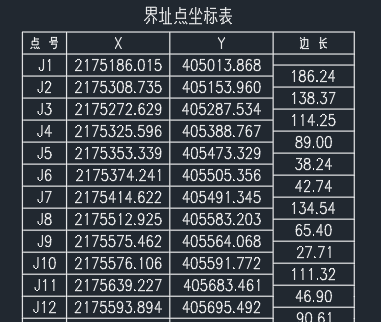 界址点坐标表
点 号 X Y 边 长
J1 2175186.015 405013.868
186.24
J2 2175308.735 405153.960
138.37
J3 2175272.629 405287.534
114.25
J4 2175325.596 405388.767
89.00
J5 2175353.339 405473.329
38.24
J6 2175374.241 405505.356
42.74
J7 2175414.622 405491.345
134.54
J8 2175512.925 405583.203
65.40
J9 2175575.462 405564.068
27.71
J10 2175576.106 405591.772
111.32
J11 2175639.227 405683.461
46.90
J12 2175593.894 405695.492
90.61